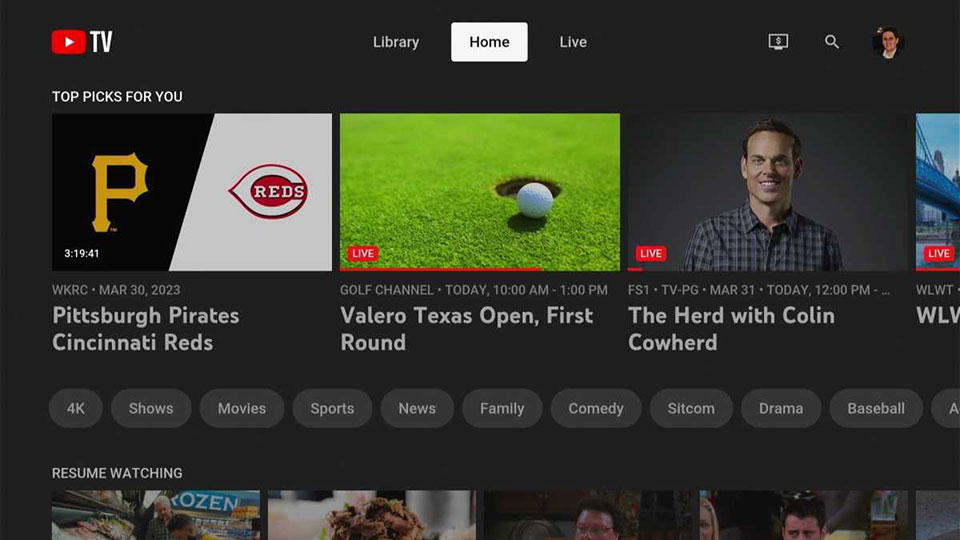 TV
Library
Home
Live
TOP PICKS FOR YOU
P
REDS
3:19:41
LIVE
LIVE
LIVE
WKRC • MAR 30, 2023
Pittsburgh Pirates
Cincinnati Reds
GOLF CHANNEL • TODAY, 10:00 AM - 1:00 PM
Valero Texas Open, First
Round
FS1 • TV-PG • MAR 31 • TODAY, 12:00 PM - ...
The Herd with Colin
Cowherd
WLWT •
WLW
4K
Shows
Movies
Sports
News
Family
Comedy
Sitcom
Drama
Baseball
A
RESUME WATCHING
ROZEN